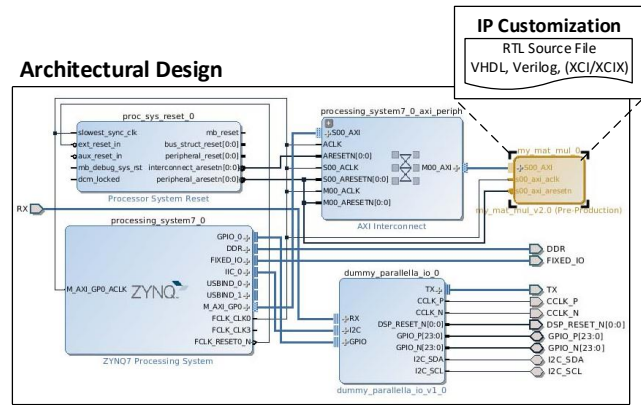 IP Customization
RTL Source File
VHDL, Verilog, (XCI/XCIX)
Architectural Design
proc_sys_reset_0
slowest_sync_clk
ext_reset_in
aux_reset_in
mb_debug_sys_rst
dcm_locked
mb_reset
bus_struct_reset[0:0]
peripheral_reset[0:0]
interconnect_aresetn[0:0]
peripheral_aresetn[0:0]
Processor System Reset
processing_system7_0_axi_periph
S00_AXI
ACLK
ARESETN[0:0]
S00_ACLK
S00_ARESETN[0:0]
M00_ACLK
M00_ARESETN[0:0]
M00_AXI
AXI Interconnect
my_mat_mul_0
S00_AXI
s00_axi_aclk
s00_axi_aresetn
my_mat_mul_v2.0 (Pre-Production)
RX
processing_system7_0
M_AXI_GP0_ACLK
ZYNQ
GPIO_0
DDR
FIXED_IO
IIC_0
USBIND_0
USBIND_1
M_AXI_GP0
FCLK_CLK0
FCLK_CLK3
FCLK_RESET0_N
ZYNQ7 Processing System
dummy_parallella_io_0
RX
I2C
GPIO
TX
CCLK_P
CCLK_N
DSP_RESET_N[0:0]
GPIO_P[23:0]
GPIO_N[23:0]
I2C_SDA
I2C_SCL
dummy_parallella_io_v1_0
DDR
FIXED_IO
TX
CCLK_P
CCLK_N
DSP_RESET_N[0:0]
GPIO_P[23:0]
GPIO_N[23:0]
I2C_SDA
I2C_SCL